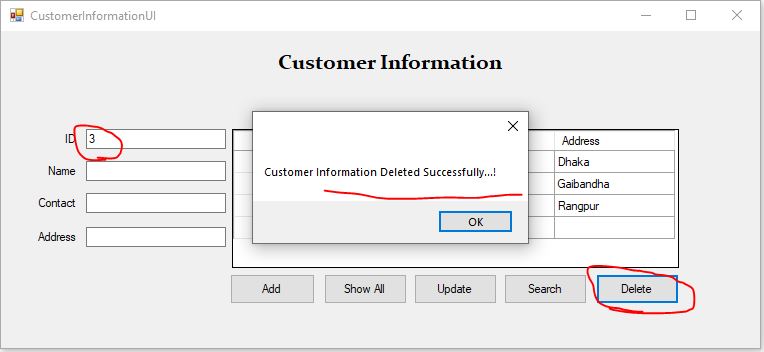 CustomerInformationUI
Customer Information
ID 3
Name
Contact
Address
Address
Dhaka
Gaibandha
Rangpur
Customer Information Deleted Successfully...!
OK
Add Show All Update Search Delete